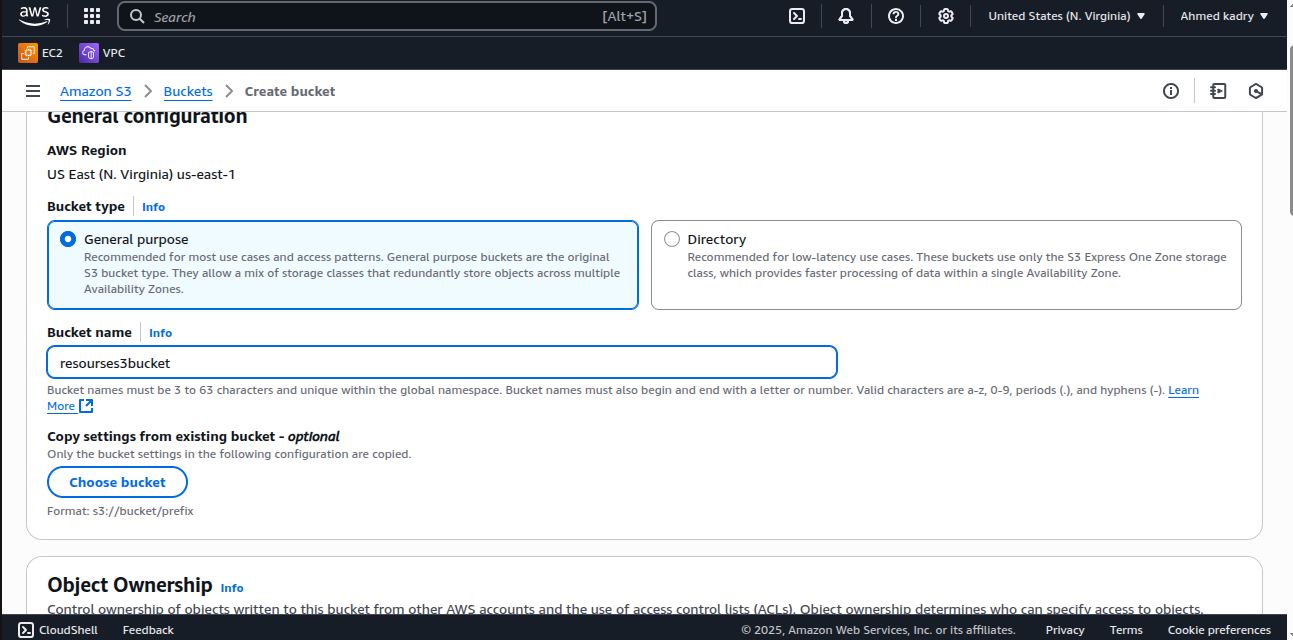 aws
Search [Alt+S]
United States (N. Virginia) ▼
Ahmed kadry ▼
EC2
VPC
Amazon S3 > Buckets > Create bucket
General configuration
AWS Region
US East (N. Virginia) us-east-1
Bucket type Info
General purpose
Recommended for most use cases and access patterns. General purpose buckets are the original
S3 bucket type. They allow a mix of storage classes that redundantly store objects across multiple
Availability Zones.
Directory
Recommended for low-latency use cases. These buckets use only the S3 Express One Zone storage
class, which provides faster processing of data within a single Availability Zone.
Bucket name Info
resourses3bucket
Bucket names must be 3 to 63 characters and unique within the global namespace. Bucket names must also begin and end with a letter or number. Valid characters are a-z, 0-9, periods (.), and hyphens (-). Learn
More
Copy settings from existing bucket - optional
Only the bucket settings in the following configuration are copied.
Choose bucket
Format: s3://bucket/prefix
Object Ownership Info
Control ownership of objects written to this bucket from other AWS accounts and the use of access control lists (ACLs). Object ownership determines who can specify access to objects.
CloudShell Feedback © 2025, Amazon Web Services, Inc. or its affiliates. Privacy Terms Cookie preferences